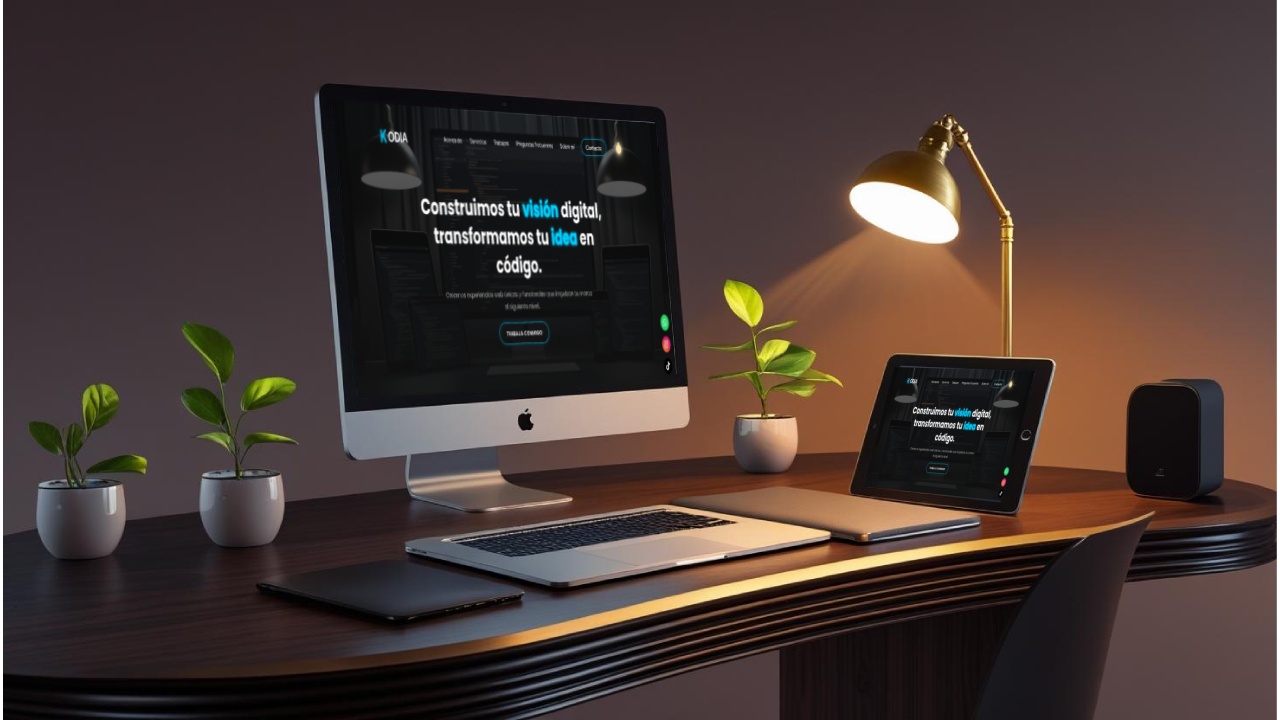 KODIA
Acerca de Servicios Trabajos Preguntas frecuentes Sobre mí Contacto
Construimos tu visión digital,
transformamos tu idea en
código.
TRABAJA CONMIGO
KODIA
Construimos tu visión digital,
transformamos tu idea en
código.